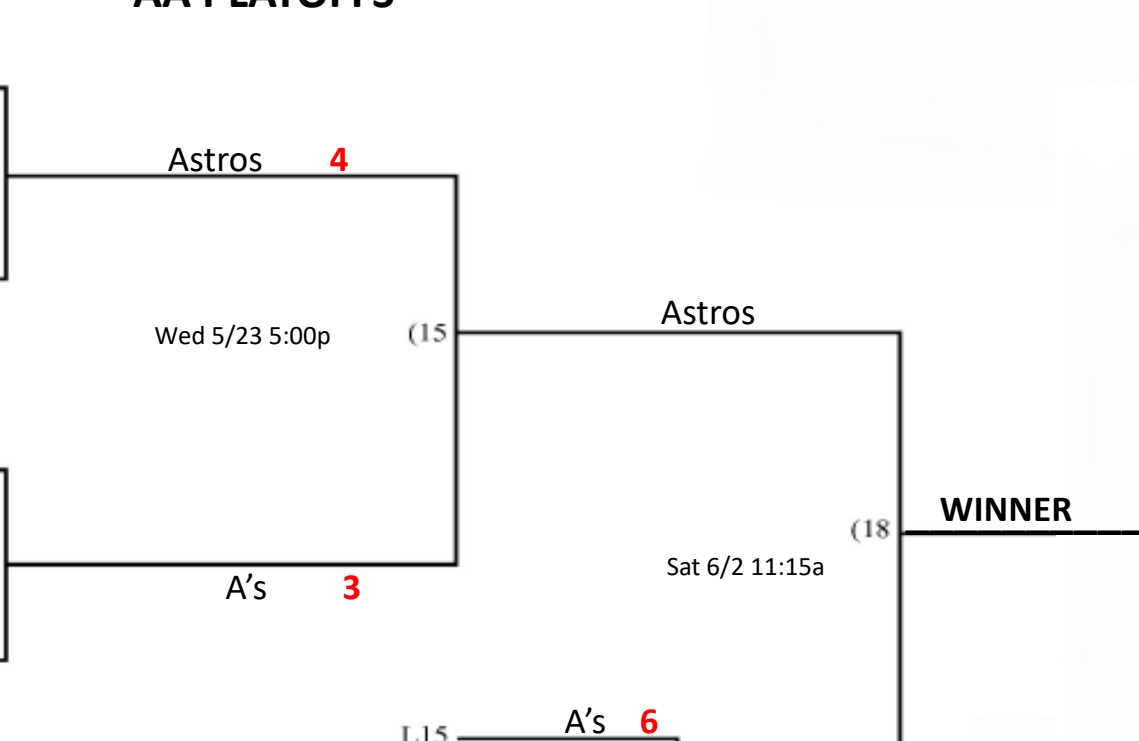 AA PLAYOFFS
Astros 4
Astros
Wed 5/23 5:00p (15
WINNER
(18
Sat 6/2 11:15a
A’s 3
A’s 6
L15